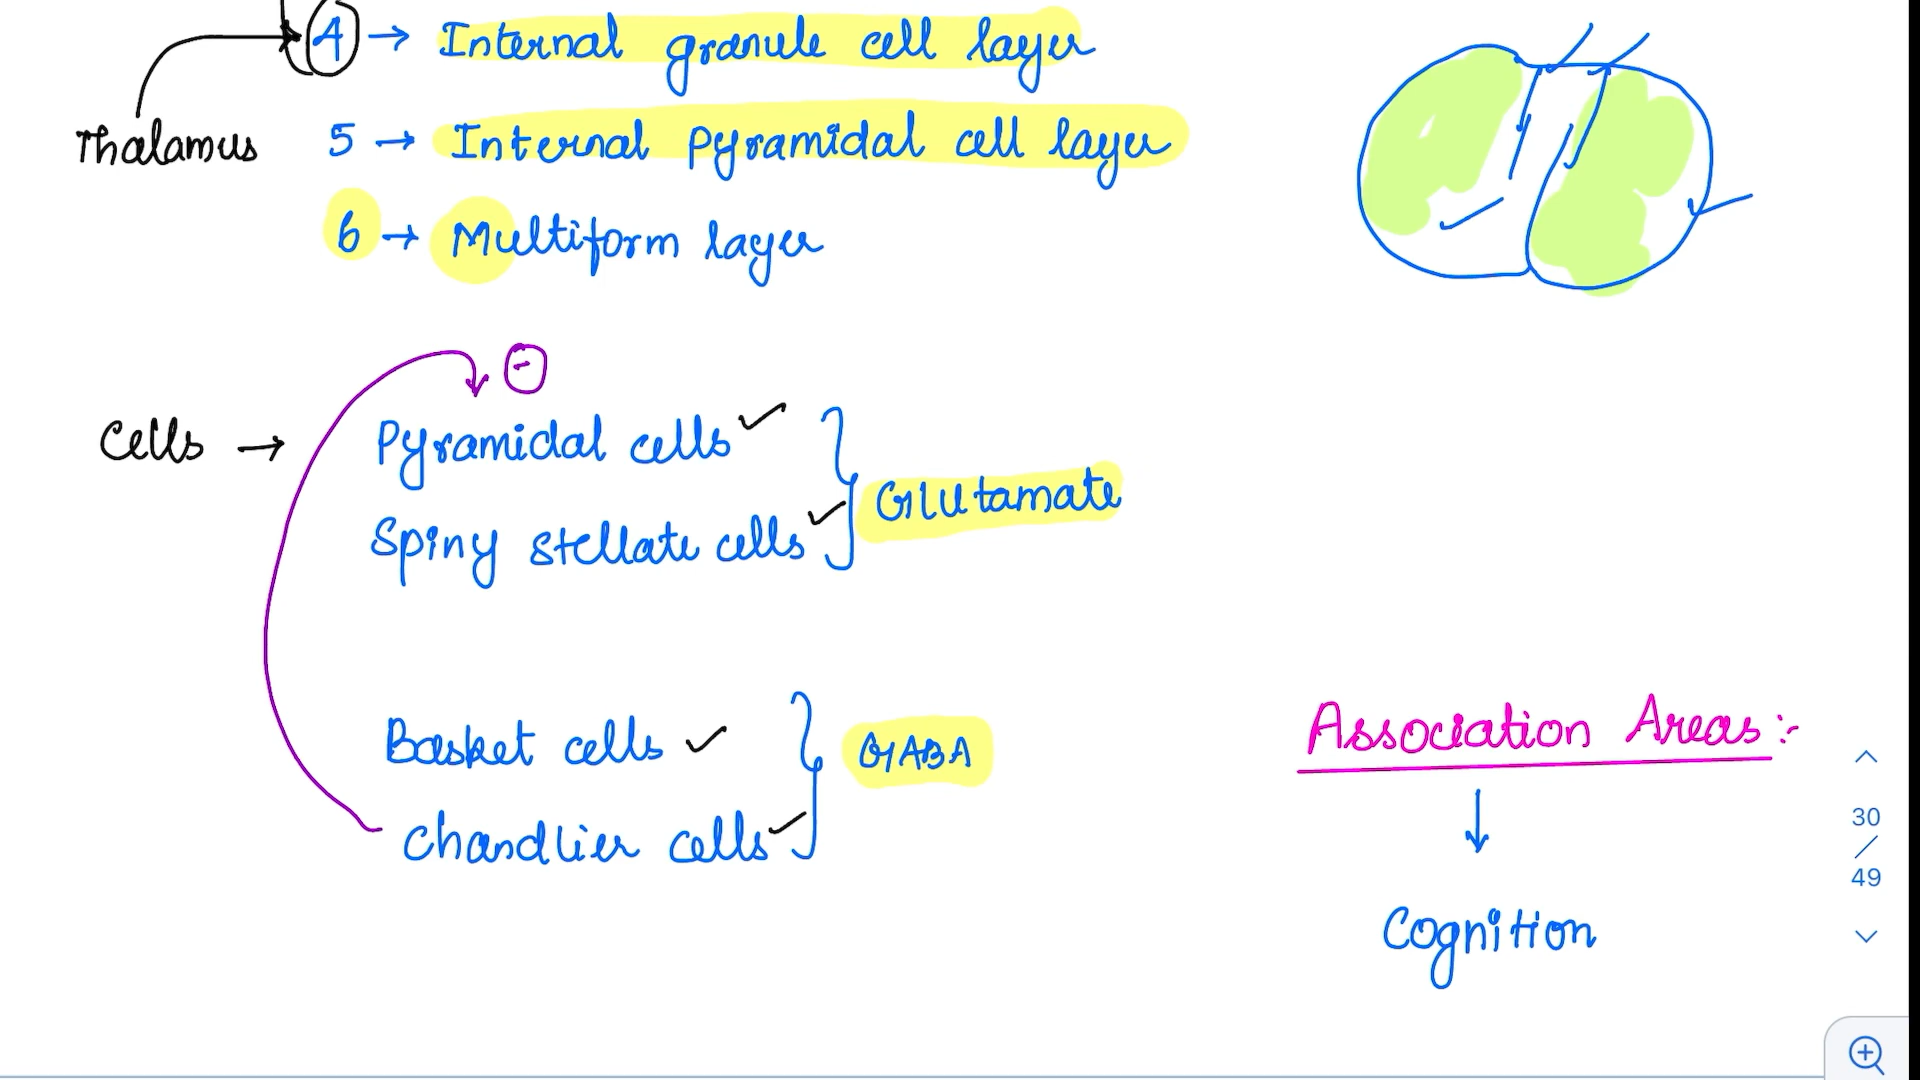 4 → Internal granule cell layer
Thalamus
5 → Internal pyramidal cell layer
6 → Multiform layer
Cells →
Pyramidal cells
Spiny stellate cells
Glutamate
Basket cells
Chandlier cells
GABA
Association Areas :-
↓
Cognition
30
/
49